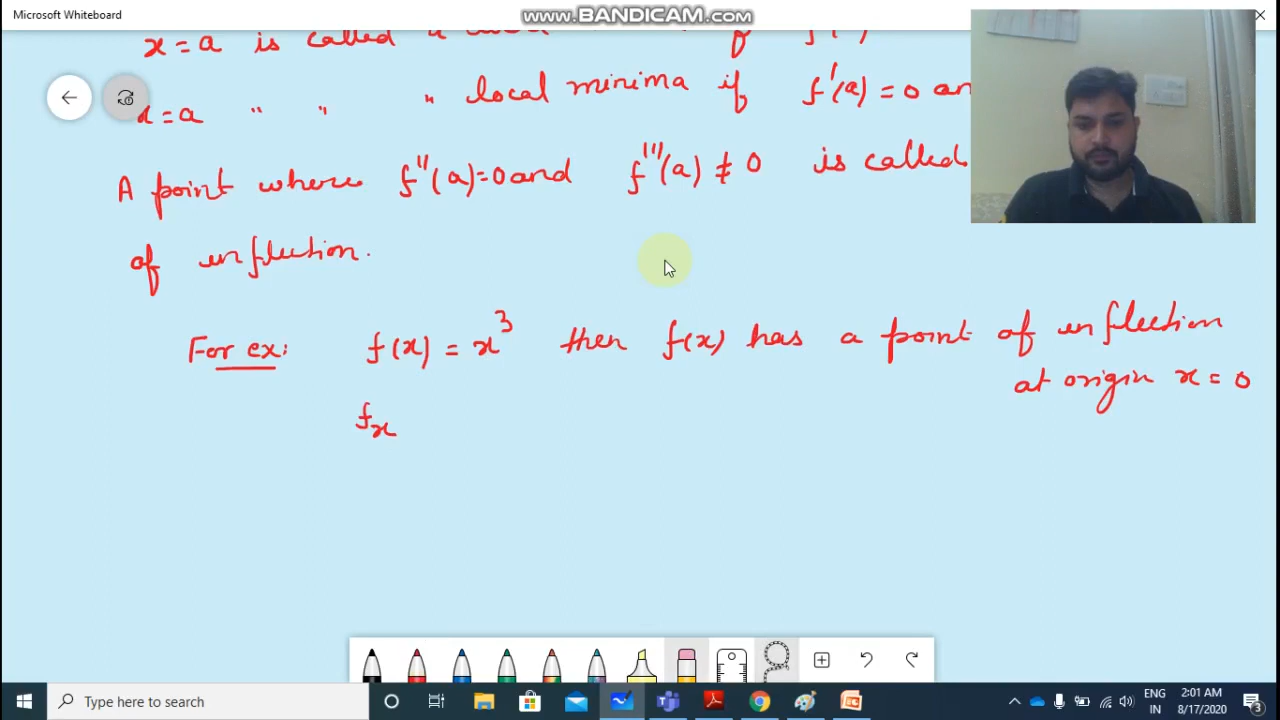 Microsoft Whiteboard
www.BANDICAM.com
x = a is called a
x = a " " " local minima if f'(a) = 0 an
A point where f''(a)=0 and f'''(a) ≠ 0 is called
of inflection.
For ex: f(x) = x³ then f(x) has a point of inflection
at origin x = 0
fx
Type here to search
ENG
IN
2:01 AM
8/17/2020
3